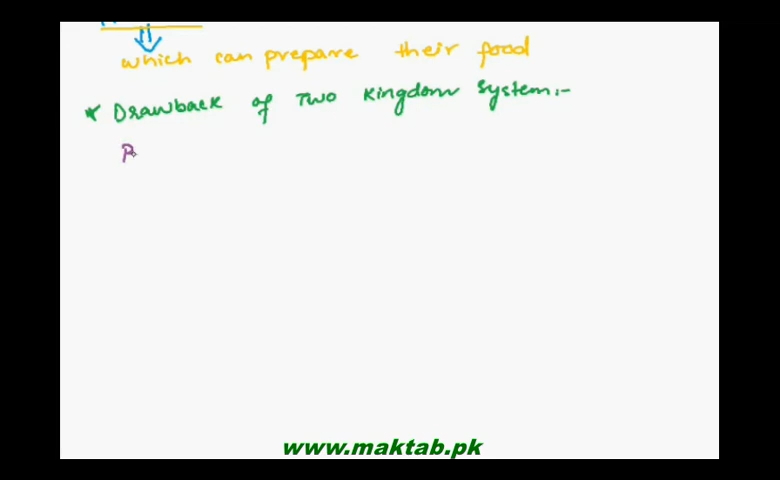 which can prepare their food
* Drawback of Two Kingdom System:-
www.maktab.pk